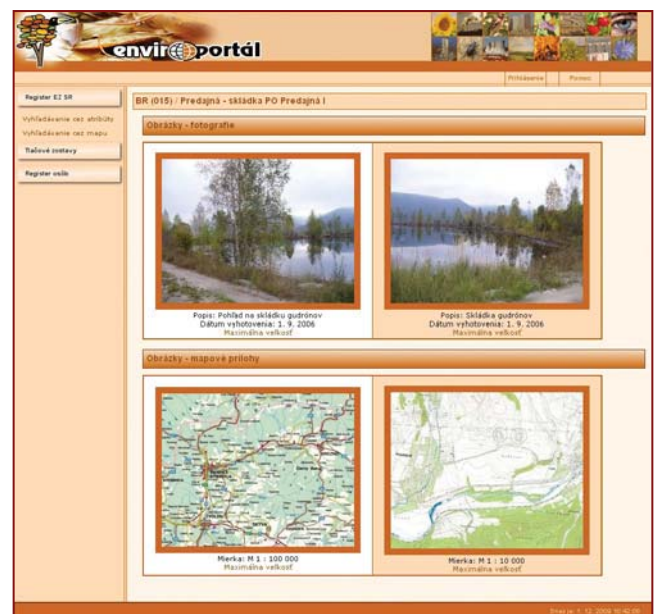 enviroportál
Prihlásenie
Pomoc
Register EZ SR
Vyhľadávanie cez atribúty
Vyhľadávanie cez mapu
Tlačové zostavy
Register osôb
BR (015) / Predajná - skládka PO Predajná I
Obrázky - fotografie
Popis: Pohľad na skládku gudrónov
Dátum vyhotovenia: 1. 9. 2006
Maximálna veľkosť
Popis: Skládka gudrónov
Dátum vyhotovenia: 1. 9. 2006
Maximálna veľkosť
Obrázky - mapové prílohy
Mierka: M 1 : 100 000
Maximálna veľkosť
Mierka: M 1 : 10 000
Maximálna veľkosť